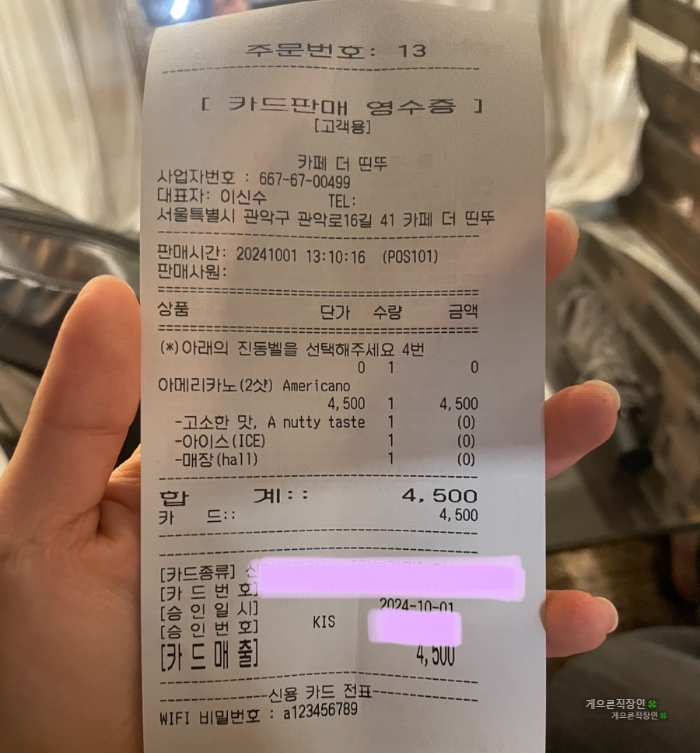 주문번호: 13
[ 카드판매 영수증 ]
[고객용]
카페 더 띤뚜
사업자번호 : 667-67-00499
대표자: 이신수 TEL:
서울특별시 관악구 관악로16길 41 카페 더 띤뚜
판매시간: 20241001 13:10:16 (POS101)
판매사원:
상품 단가 수량 금액
(*)아래의 진동벨을 선택해주세요 4번
0 1 0
아메리카노(2샷) Americano
4,500 1 4,500
-고소한 맛, A nutty taste 1 (0)
-아이스(ICE) 1 (0)
-매장(hall) 1 (0)
합 계:: 4,500
카 드:: 4,500
[카드종류] 신
[카 드 번 호]
[승 인 일 시] 2024-10-01
[승 인 번 호] KIS
[카 드 매 출] 4,500
신용 카드 전표
WIFI 비밀번호 : a123456789
게으른직장인
게으른직장인